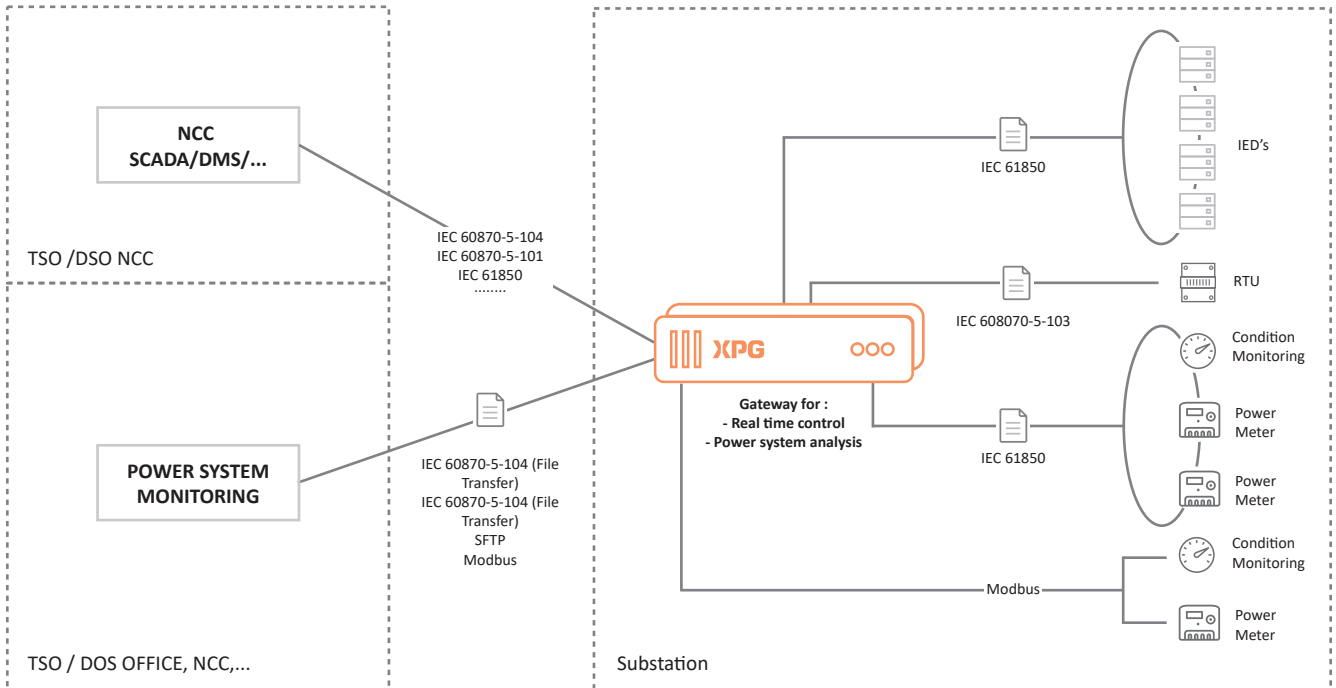 NCC
SCADA/DMS/...
TSO /DSO NCC
IEC 60870-5-104
IEC 60870-5-101
IEC 61850
........
POWER SYSTEM
MONITORING
IEC 60870-5-104 (File
Transfer)
IEC 60870-5-104 (File
Transfer)
SFTP
Modbus
TSO / DOS OFFICE, NCC,...
XPG
Gateway for :
- Real time control
- Power system analysis
IEC 61850
IED's
IEC 608070-5-103
RTU
IEC 61850
Condition
Monitoring
Power
Meter
Power
Meter
Modbus
Condition
Monitoring
Power
Meter
Substation